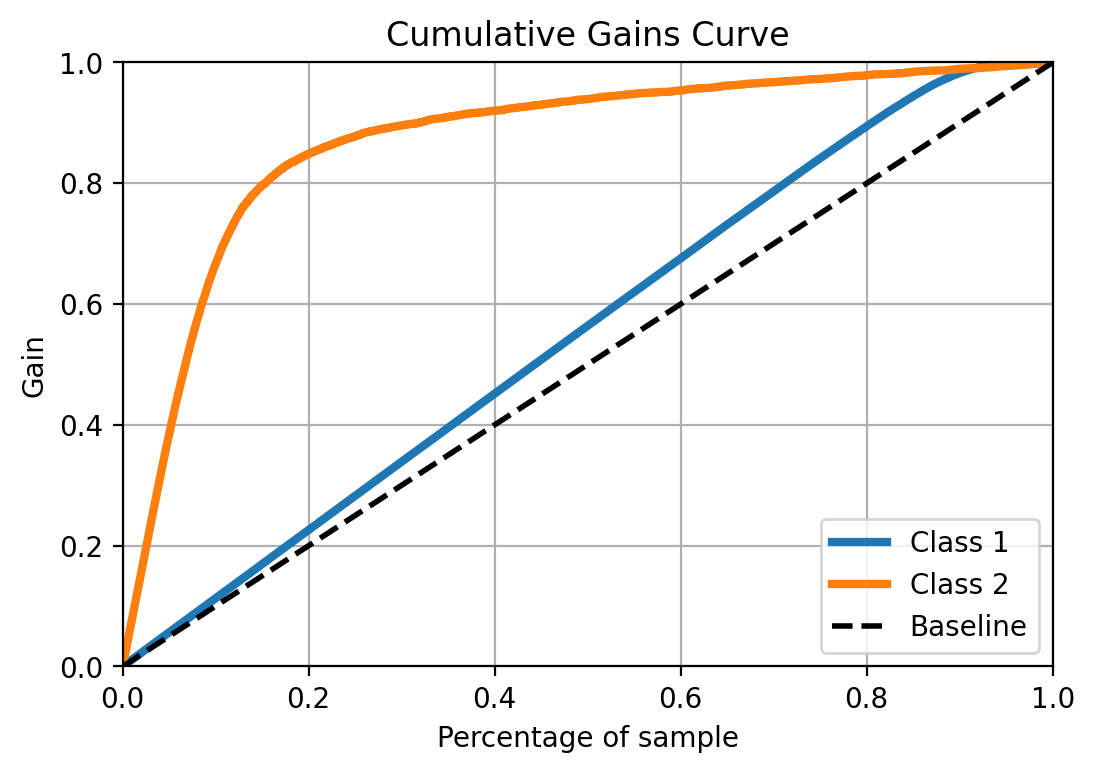 Cumulative Gains Curve
1.0
0.8
0.6
0.4
0.2
0.0
Gain
Class 1
Class 2
Baseline
0.0 0.2 0.4 0.6 0.8 1.0
Percentage of sample